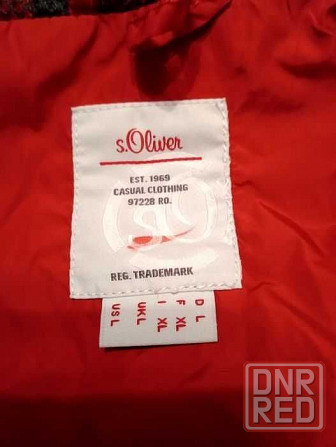 s.Oliver
EST. 1969
CASUAL CLOTHING
97228 RO.
REG. TRADEMARK
D L
F XL
I XL
UK L
US L
DNR
RED